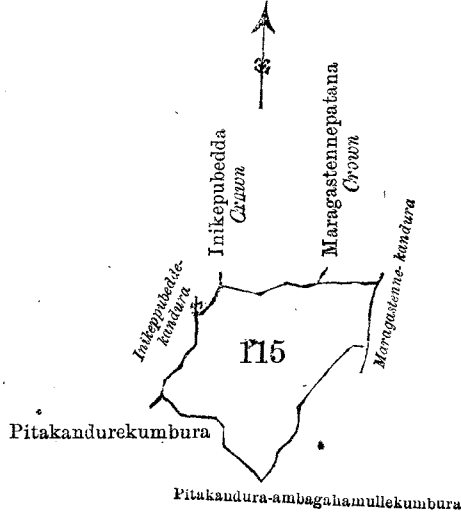 Inikepubedda
Crown
Maragastennepatana
Crown
Inikeppubedde-
kandura
Maragastenne-kandura
115
Pitakandurekumbura
Pitakandura-ambagahamullekumbura